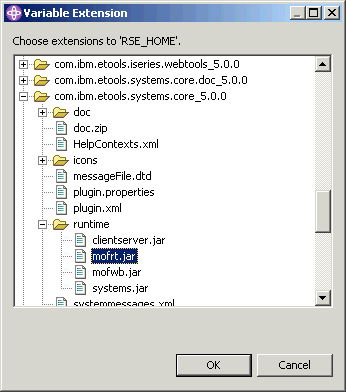 Variable Extension
Choose extensions to 'RSE_HOME'.
com.ibm.etools.iseries.webtools_5.0.0
com.ibm.etools.systems.core.doc_5.0.0
com.ibm.etools.systems.core_5.0.0
doc
doc.zip
HelpContexts.xml
icons
messageFile.dtd
plugin.properties
plugin.xml
runtime
clientserver.jar
mofrt.jar
mofwb.jar
systems.jar
systemmessages.xml
OK Cancel